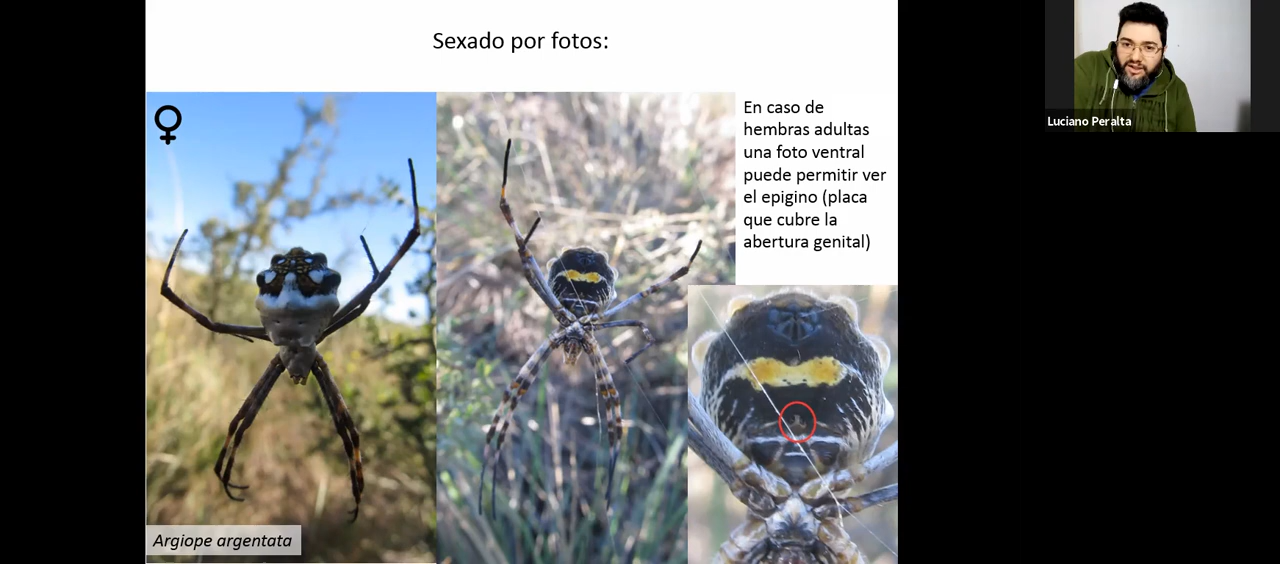 Sexado por fotos:
En caso de
hembras adultas
una foto ventral
puede permitir ver
el epigino (placa
que cubre la
abertura genital)
Argiope argentata
Luciano Peralta